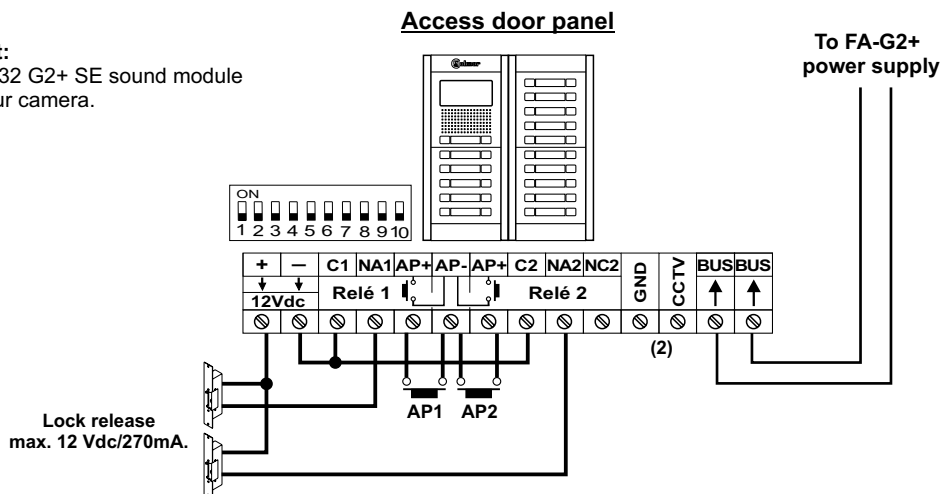 Access door panel
To FA-G2+
power supply
32 G2+ SE sound module
ur camera.
ON
1 2 3 4 5 6 7 8 9 10
+ – C1 NA1 AP+ AP- AP+ C2 NA2 NC2 GND CCTV BUS BUS
12Vdc Relé 1 Relé 2
(2)
AP1 AP2
Lock release
max. 12 Vdc/270mA.